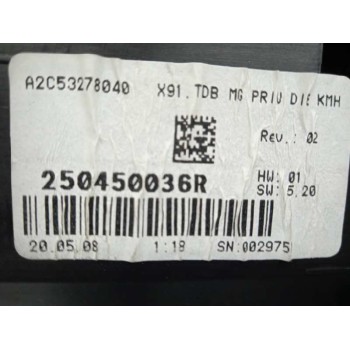 A2C53278040 X91.TDB MG PRIU DIE KMH
Rev.: 02
250450036R
HW: 01
SW: 5.20
20.05.08 1:18 SN:002975